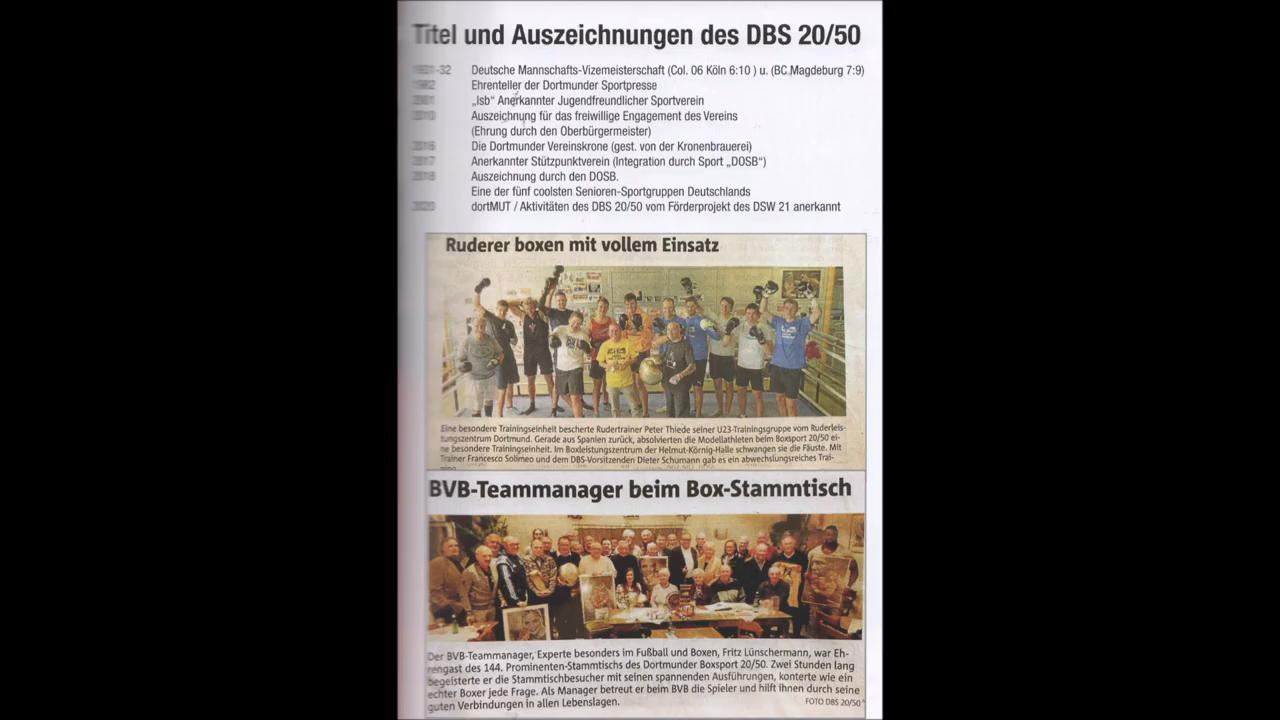 Titel und Auszeichnungen des DBS 20/50
1931-32 Deutsche Mannschafts-Vizemeisterschaft (Col. 06 Köln 6:10 ) u. (BC Magdeburg 7:9)
Ehrenteller der Dortmunder Sportpresse
„lsb“ Anerkannter Jugendfreundlicher Sportverein
2010 Auszeichnung für das freiwillige Engagement des Vereins
(Ehrung durch den Oberbürgermeister)
2016 Die Dortmunder Vereinskrone (gest. von der Kronenbrauerei)
2017 Anerkannter Stützpunktverein (Integration durch Sport „DOSB“)
2018 Auszeichnung durch den DOSB.
Eine der fünf coolsten Senioren-Sportgruppen Deutschlands
2020 dortMUT / Aktivitäten des DBS 20/50 vom Förderprojekt des DSW 21 anerkannt
Ruderer boxen mit vollem Einsatz
Eine besondere Trainingseinheit bescherte Rudertrainer Peter Thiede seiner U23-Trainingsgruppe vom Ruderleis-
tungszentrum Dortmund. Gerade aus Spanien zurück, absolvierten die Modellathleten beim Boxsport 20/50 ei-
ne besondere Trainingseinheit. Im Boxleistungszentrum der Helmut-Körnig-Halle schwangen sie die Fäuste. Mit
Trainer Francesco Solimeo und dem DBS-Vorsitzenden Dieter Schumann gab es ein abwechslungsreiches Trai-
BVB-Teammanager beim Box-Stammtisch
Der BVB-Teammanager, Experte besonders im Fußball und Boxen, Fritz Lünschermann, war Eh-
rengast des 144. Prominenten-Stammtischs des Dortmunder Boxsport 20/50. Zwei Stunden lang
begeisterte er die Stammtischbesucher mit seinen spannenden Ausführungen, konterte wie ein
echter Boxer jede Frage. Als Manager betreut er beim BVB die Spieler und hilft ihnen durch seine
guten Verbindungen in allen Lebenslagen. FOTO DBS 20/50